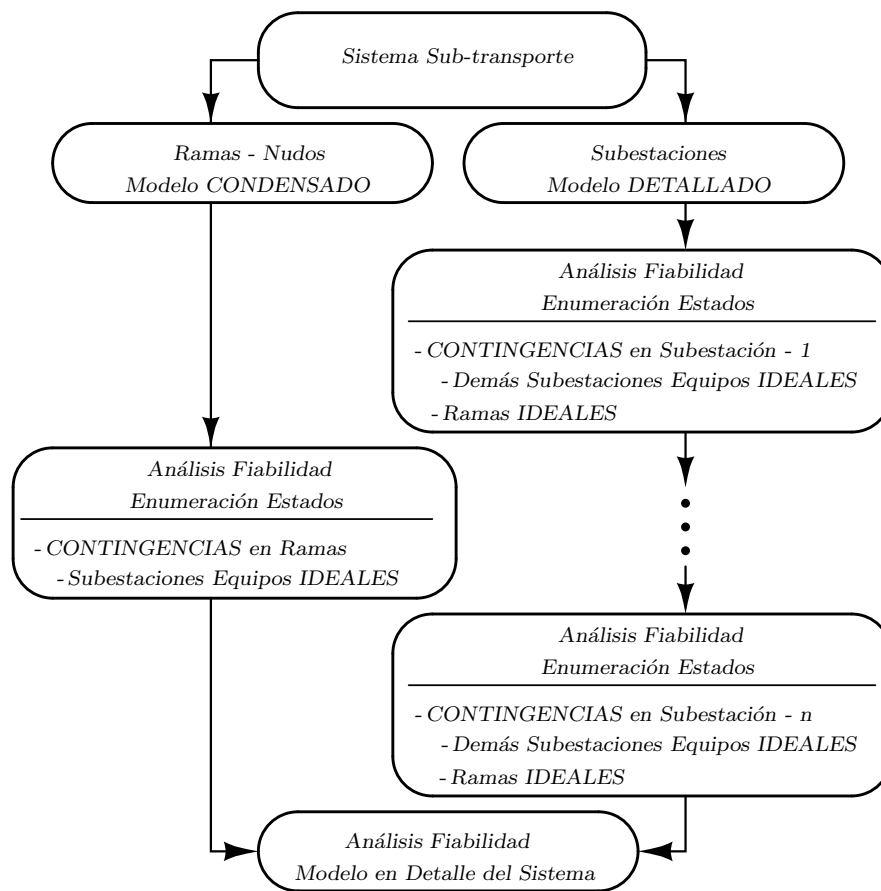 Sistema Sub-transporte
Ramas - Nudos
Modelo CONDENSADO
Subestaciones
Modelo DETALLADO
Análisis Fiabilidad
Enumeración Estados
- CONTINGENCIAS en Subestación - 1
- Demás Subestaciones Equipos IDEALES
- Ramas IDEALES
Análisis Fiabilidad
Enumeración Estados
- CONTINGENCIAS en Ramas
- Subestaciones Equipos IDEALES
Análisis Fiabilidad
Enumeración Estados
- CONTINGENCIAS en Subestación - n
- Demás Subestaciones Equipos IDEALES
- Ramas IDEALES
Análisis Fiabilidad
Modelo en Detalle del Sistema